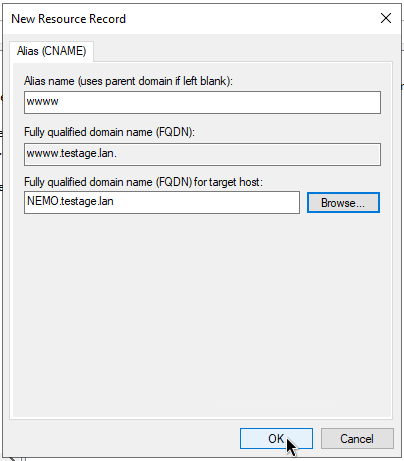 New Resource Record
Alias (CNAME)
Alias name (uses parent domain if left blank):
wwww
Fully qualified domain name (FQDN):
wwww.testage.lan.
Fully qualified domain name (FQDN) for target host:
NEMO.testage.lan
Browse...
OK
Cancel